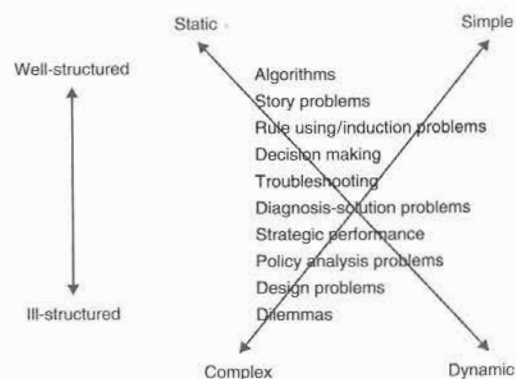 Static
Simple
Well-structured
Algorithms
Story problems
Rule using/induction problems
Decision making
Troubleshooting
Diagnosis-solution problems
Strategic performance
Policy analysis problems
Design problems
Ill-structured
Dilemmas
Complex
Dynamic